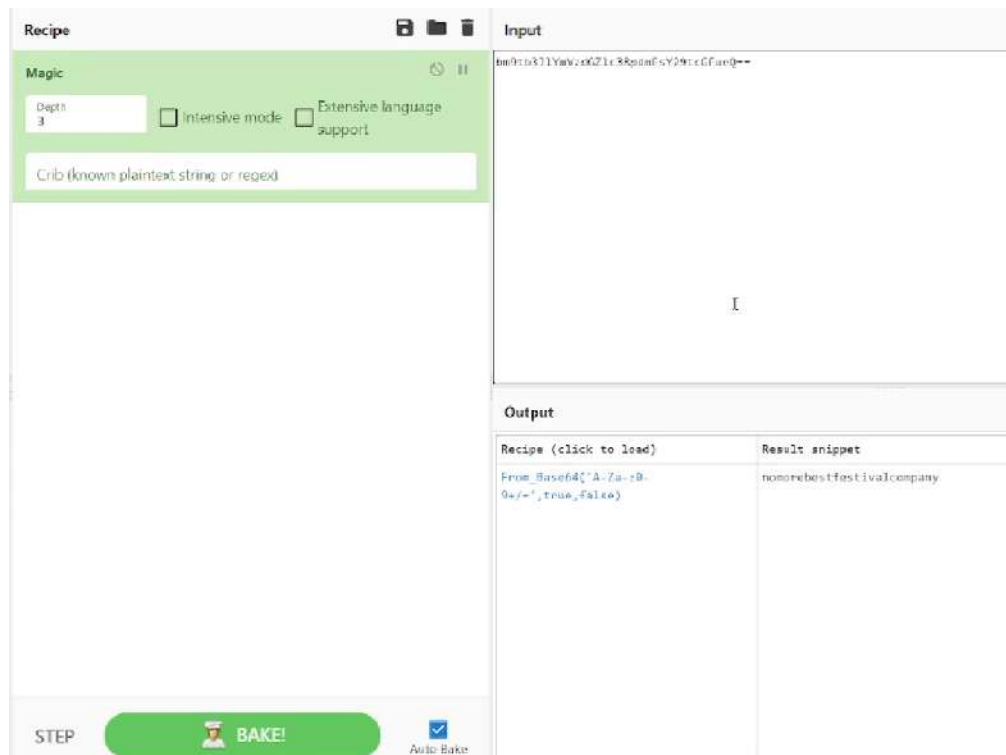 Recipe
Magic
Depth
3
Intensive mode
Extensive language
support
Crib (known plaintext string or regex)
STEP
BAKE!
Auto Bake
Input
bm9tb3JlYmVzdGZlc3RpdmFsY29tcGFueQ==
Output
Recipe (click to load)
Result snippet
From_Base64('A-Za-z0-
9+/=',true,false)
nomorebestfestivalcompany